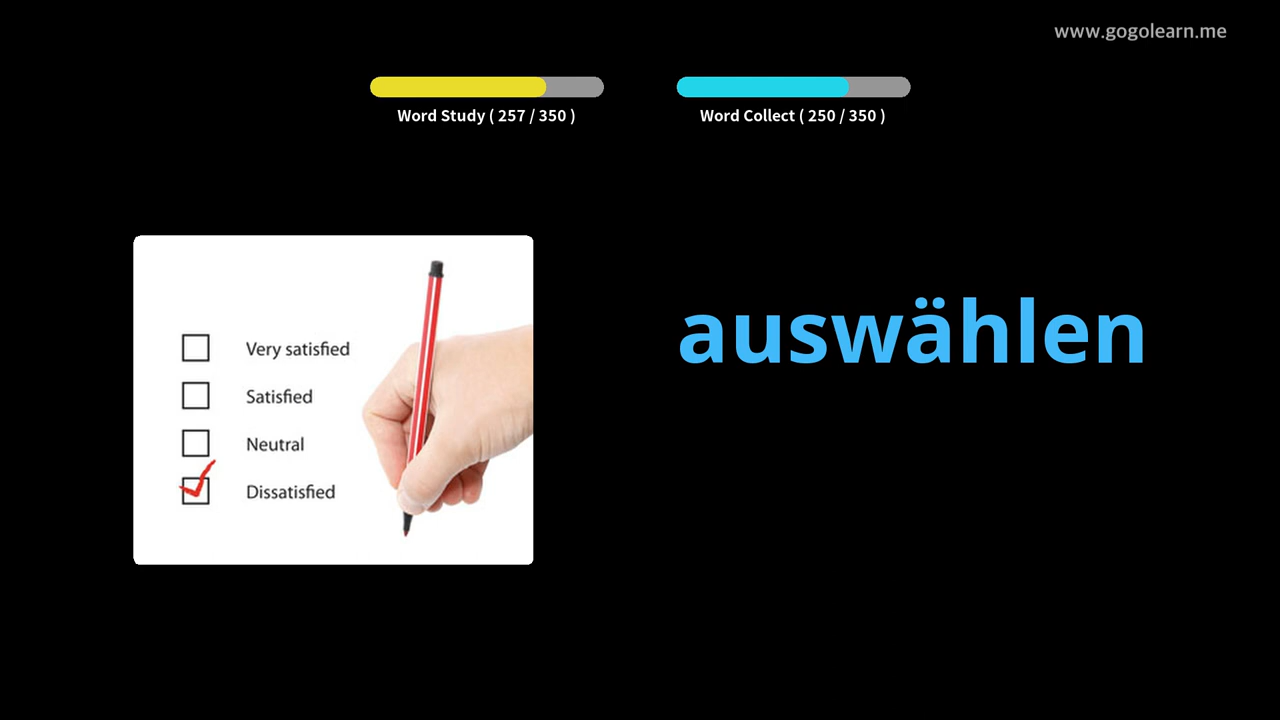 www.gogolearn.me
Word Study ( 257 / 350 )
Word Collect ( 250 / 350 )
Very satisfied
Satisfied
Neutral
Dissatisfied
auswählen